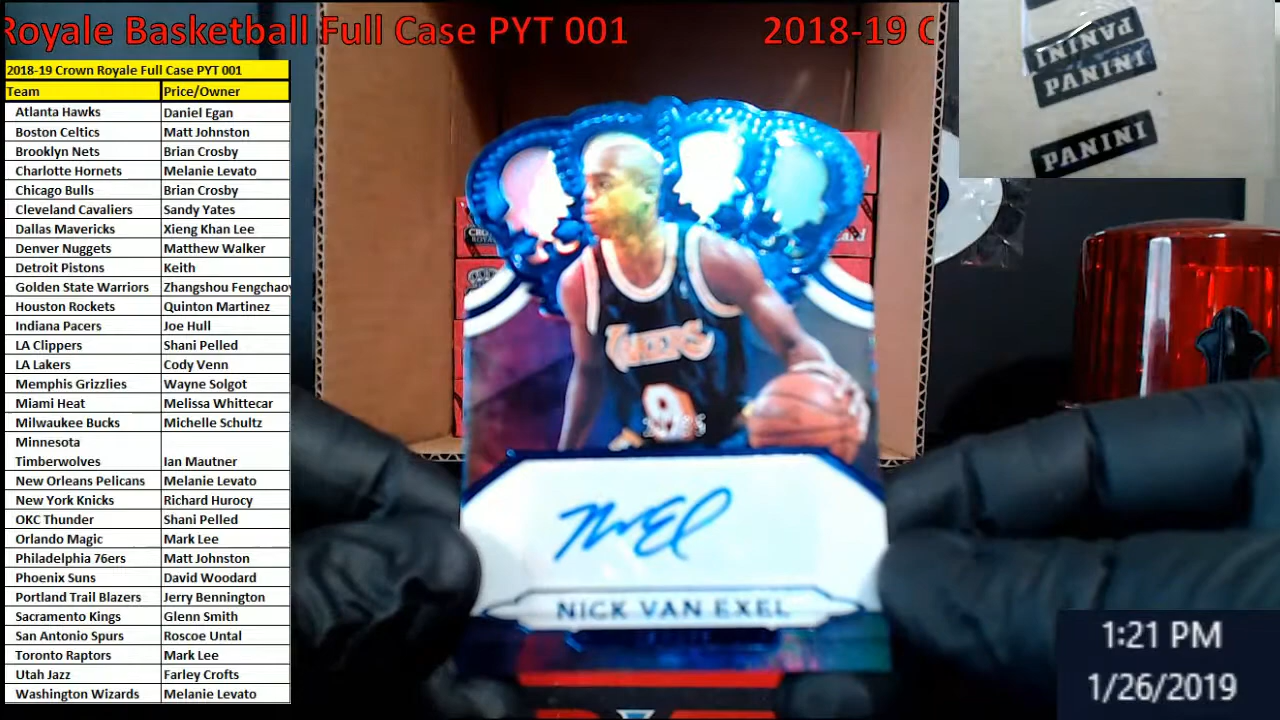 Royale Basketball Full Case PYT 001 2018-19 C
2018-19 Crown Royale Full Case PYT 001
Team Price/Owner
Atlanta Hawks Daniel Egan
Boston Celtics Matt Johnston
Brooklyn Nets Brian Crosby
Charlotte Hornets Melanie Levato
Chicago Bulls Brian Crosby
Cleveland Cavaliers Sandy Yates
Dallas Mavericks Xieng Khan Lee
Denver Nuggets Matthew Walker
Detroit Pistons Keith
Golden State Warriors Zhangshou Fengchaov
Houston Rockets Quinton Martinez
Indiana Pacers Joe Hull
LA Clippers Shani Pelled
LA Lakers Cody Venn
Memphis Grizzlies Wayne Solgot
Miami Heat Melissa Whittecar
Milwaukee Bucks Michelle Schultz
Minnesota
Timberwolves Ian Mautner
New Orleans Pelicans Melanie Levato
New York Knicks Richard Hurocy
OKC Thunder Shani Pelled
Orlando Magic Mark Lee
Philadelphia 76ers Matt Johnston
Phoenix Suns David Woodard
Portland Trail Blazers Jerry Bennington
Sacramento Kings Glenn Smith
San Antonio Spurs Roscoe Untal
Toronto Raptors Mark Lee
Utah Jazz Farley Crofts
Washington Wizards Melanie Levato
PANINI
PANINI
PANINI
LAKERS
9
NICK VAN EXEL
1:21 PM
1/26/2019